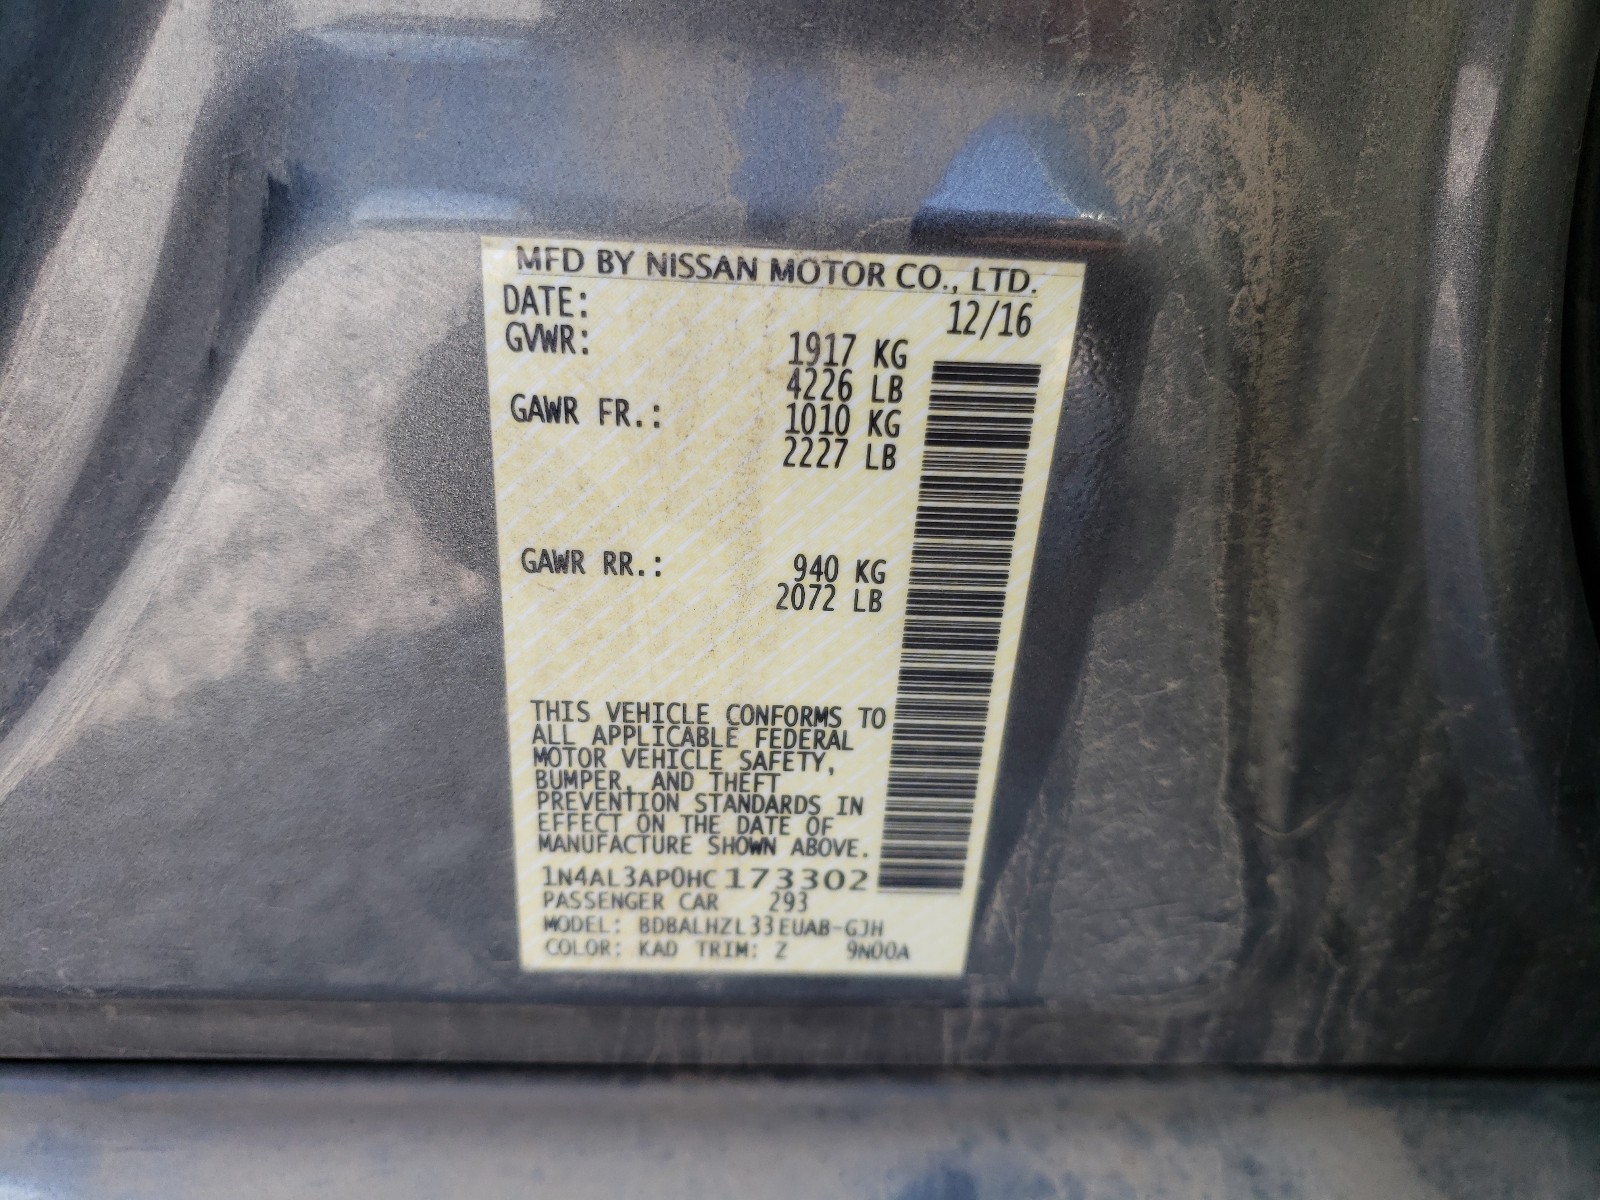 MFD BY NISSAN MOTOR CO., LTD.
DATE: 12/16
GVWR: 1917 KG
4226 LB
GAWR FR.: 1010 KG
2227 LB
GAWR RR.: 940 KG
2072 LB
THIS VEHICLE CONFORMS TO
ALL APPLICABLE FEDERAL
MOTOR VEHICLE SAFETY,
BUMPER, AND THEFT
PREVENTION STANDARDS IN
EFFECT ON THE DATE OF
MANUFACTURE SHOWN ABOVE.
1N4AL3AP0HC173302
PASSENGER CAR 293
MODEL: BDBALHZL33EUAB-GJH
COLOR: KAD TRIM: Z 9N00A